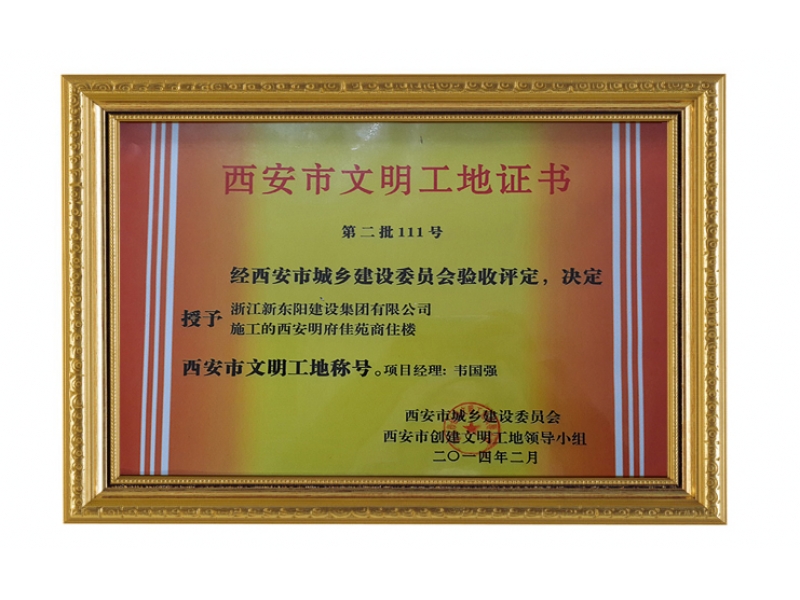 西安市文明工地证书
第二批111号
经西安市城乡建设委员会验收评定，决定
授予 浙江新东阳建设集团有限公司
施工的西安明府佳苑商住楼
西安市文明工地称号。项目经理：韦国强
西安市城乡建设委员会
西安市创建文明工地领导小组
二〇一四年二月